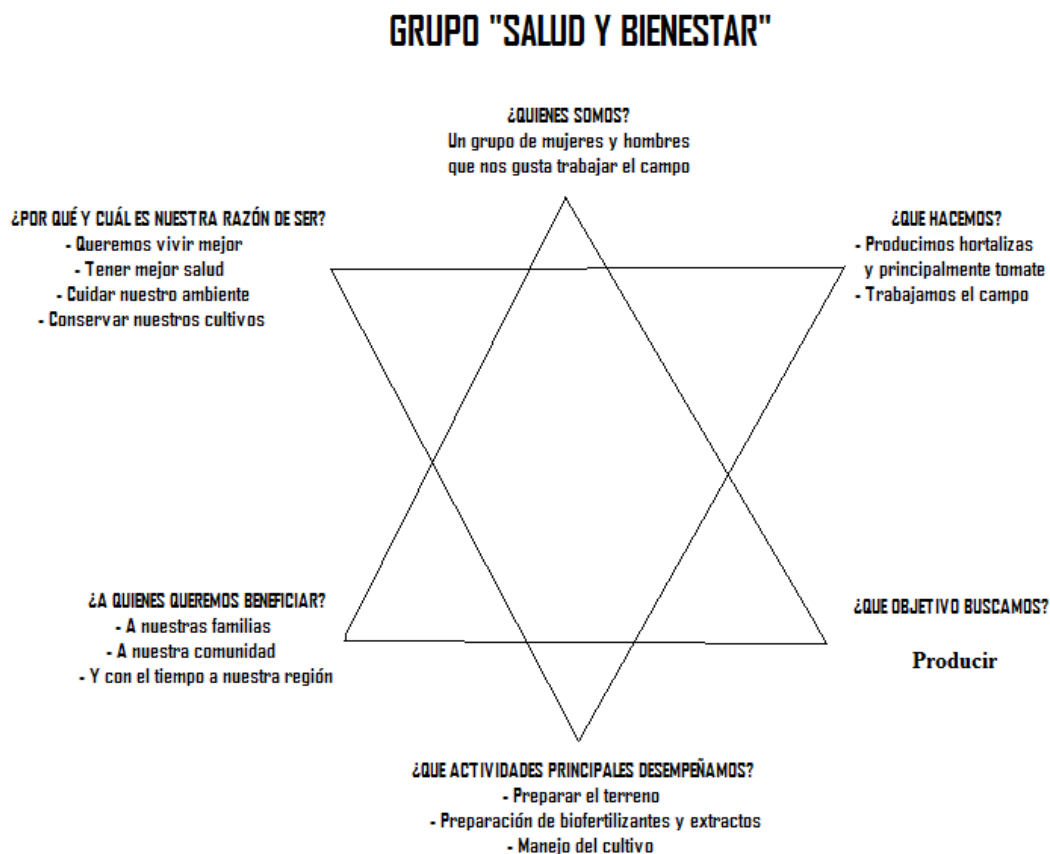 GRUPO "SALUD Y BIENESTAR"
¿QUIENES SOMOS?
Un grupo de mujeres y hombres
que nos gusta trabajar el campo
¿POR QUÉ Y CUÁL ES NUESTRA RAZÓN DE SER?
- Queremos vivir mejor
- Tener mejor salud
- Cuidar nuestro ambiente
- Conservar nuestros cultivos
¿QUE HACEMOS?
- Producimos hortalizas
y principalmente tomate
- Trabajamos el campo
¿A QUIENES QUEREMOS BENEFICIAR?
- A nuestras familias
- A nuestra comunidad
- Y con el tiempo a nuestra región
¿QUE OBJETIVO BUSCAMOS?
Producir
¿QUE ACTIVIDADES PRINCIPALES DESEMPEÑAMOS?
- Preparar el terreno
- Preparación de biofertilizantes y extractos
- Manejo del cultivo